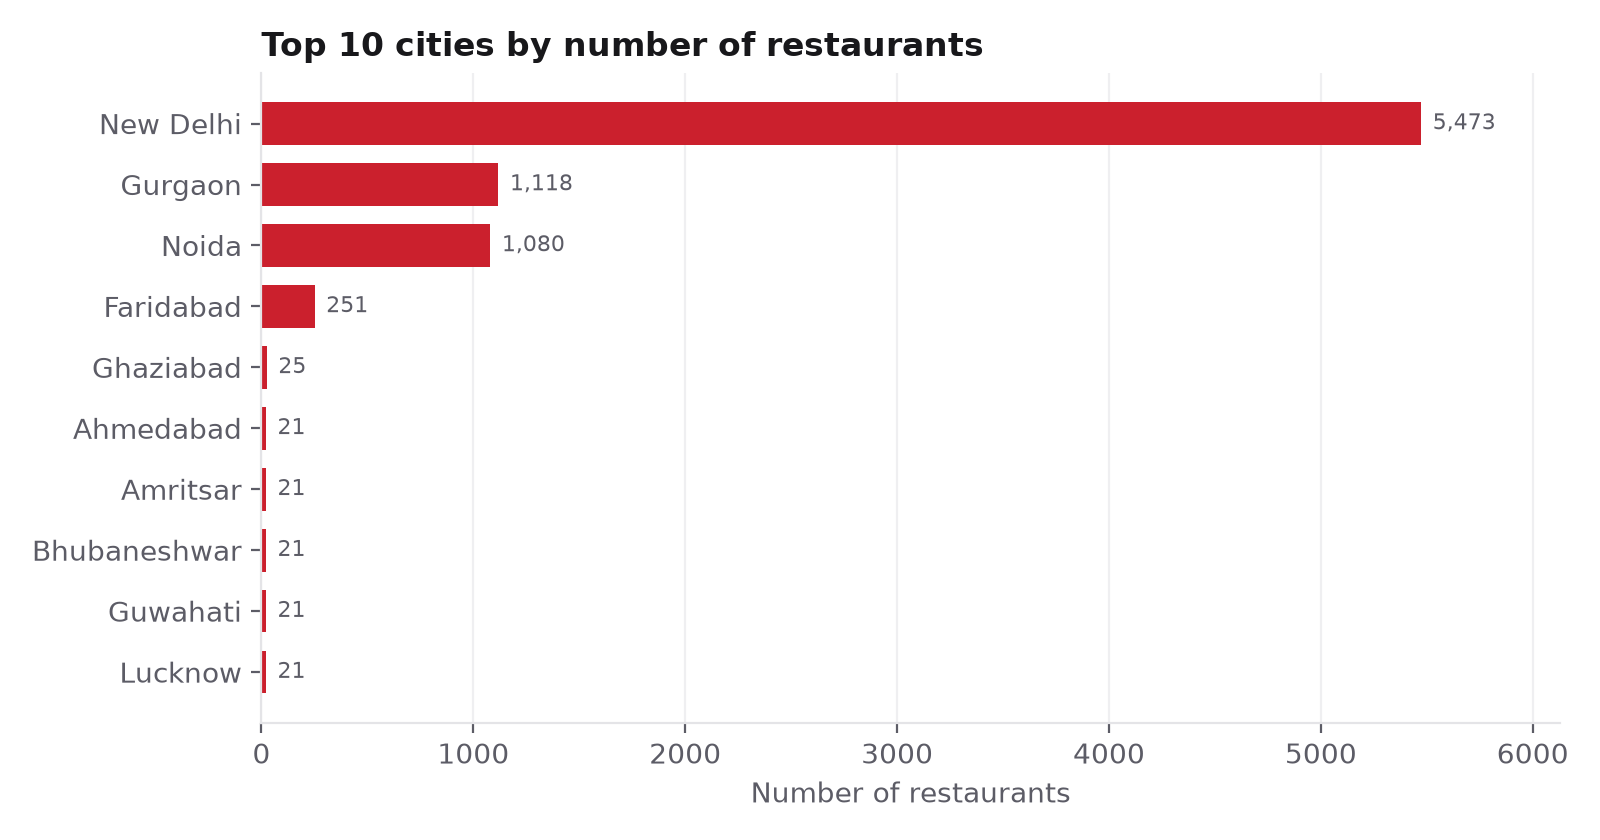 Top 10 cities by number of restaurants
New Delhi 5,473
Gurgaon 1,118
Noida 1,080
Faridabad 251
Ghaziabad 25
Ahmedabad 21
Amritsar 21
Bhubaneshwar 21
Guwahati 21
Lucknow 21
0 1000 2000 3000 4000 5000 6000
Number of restaurants